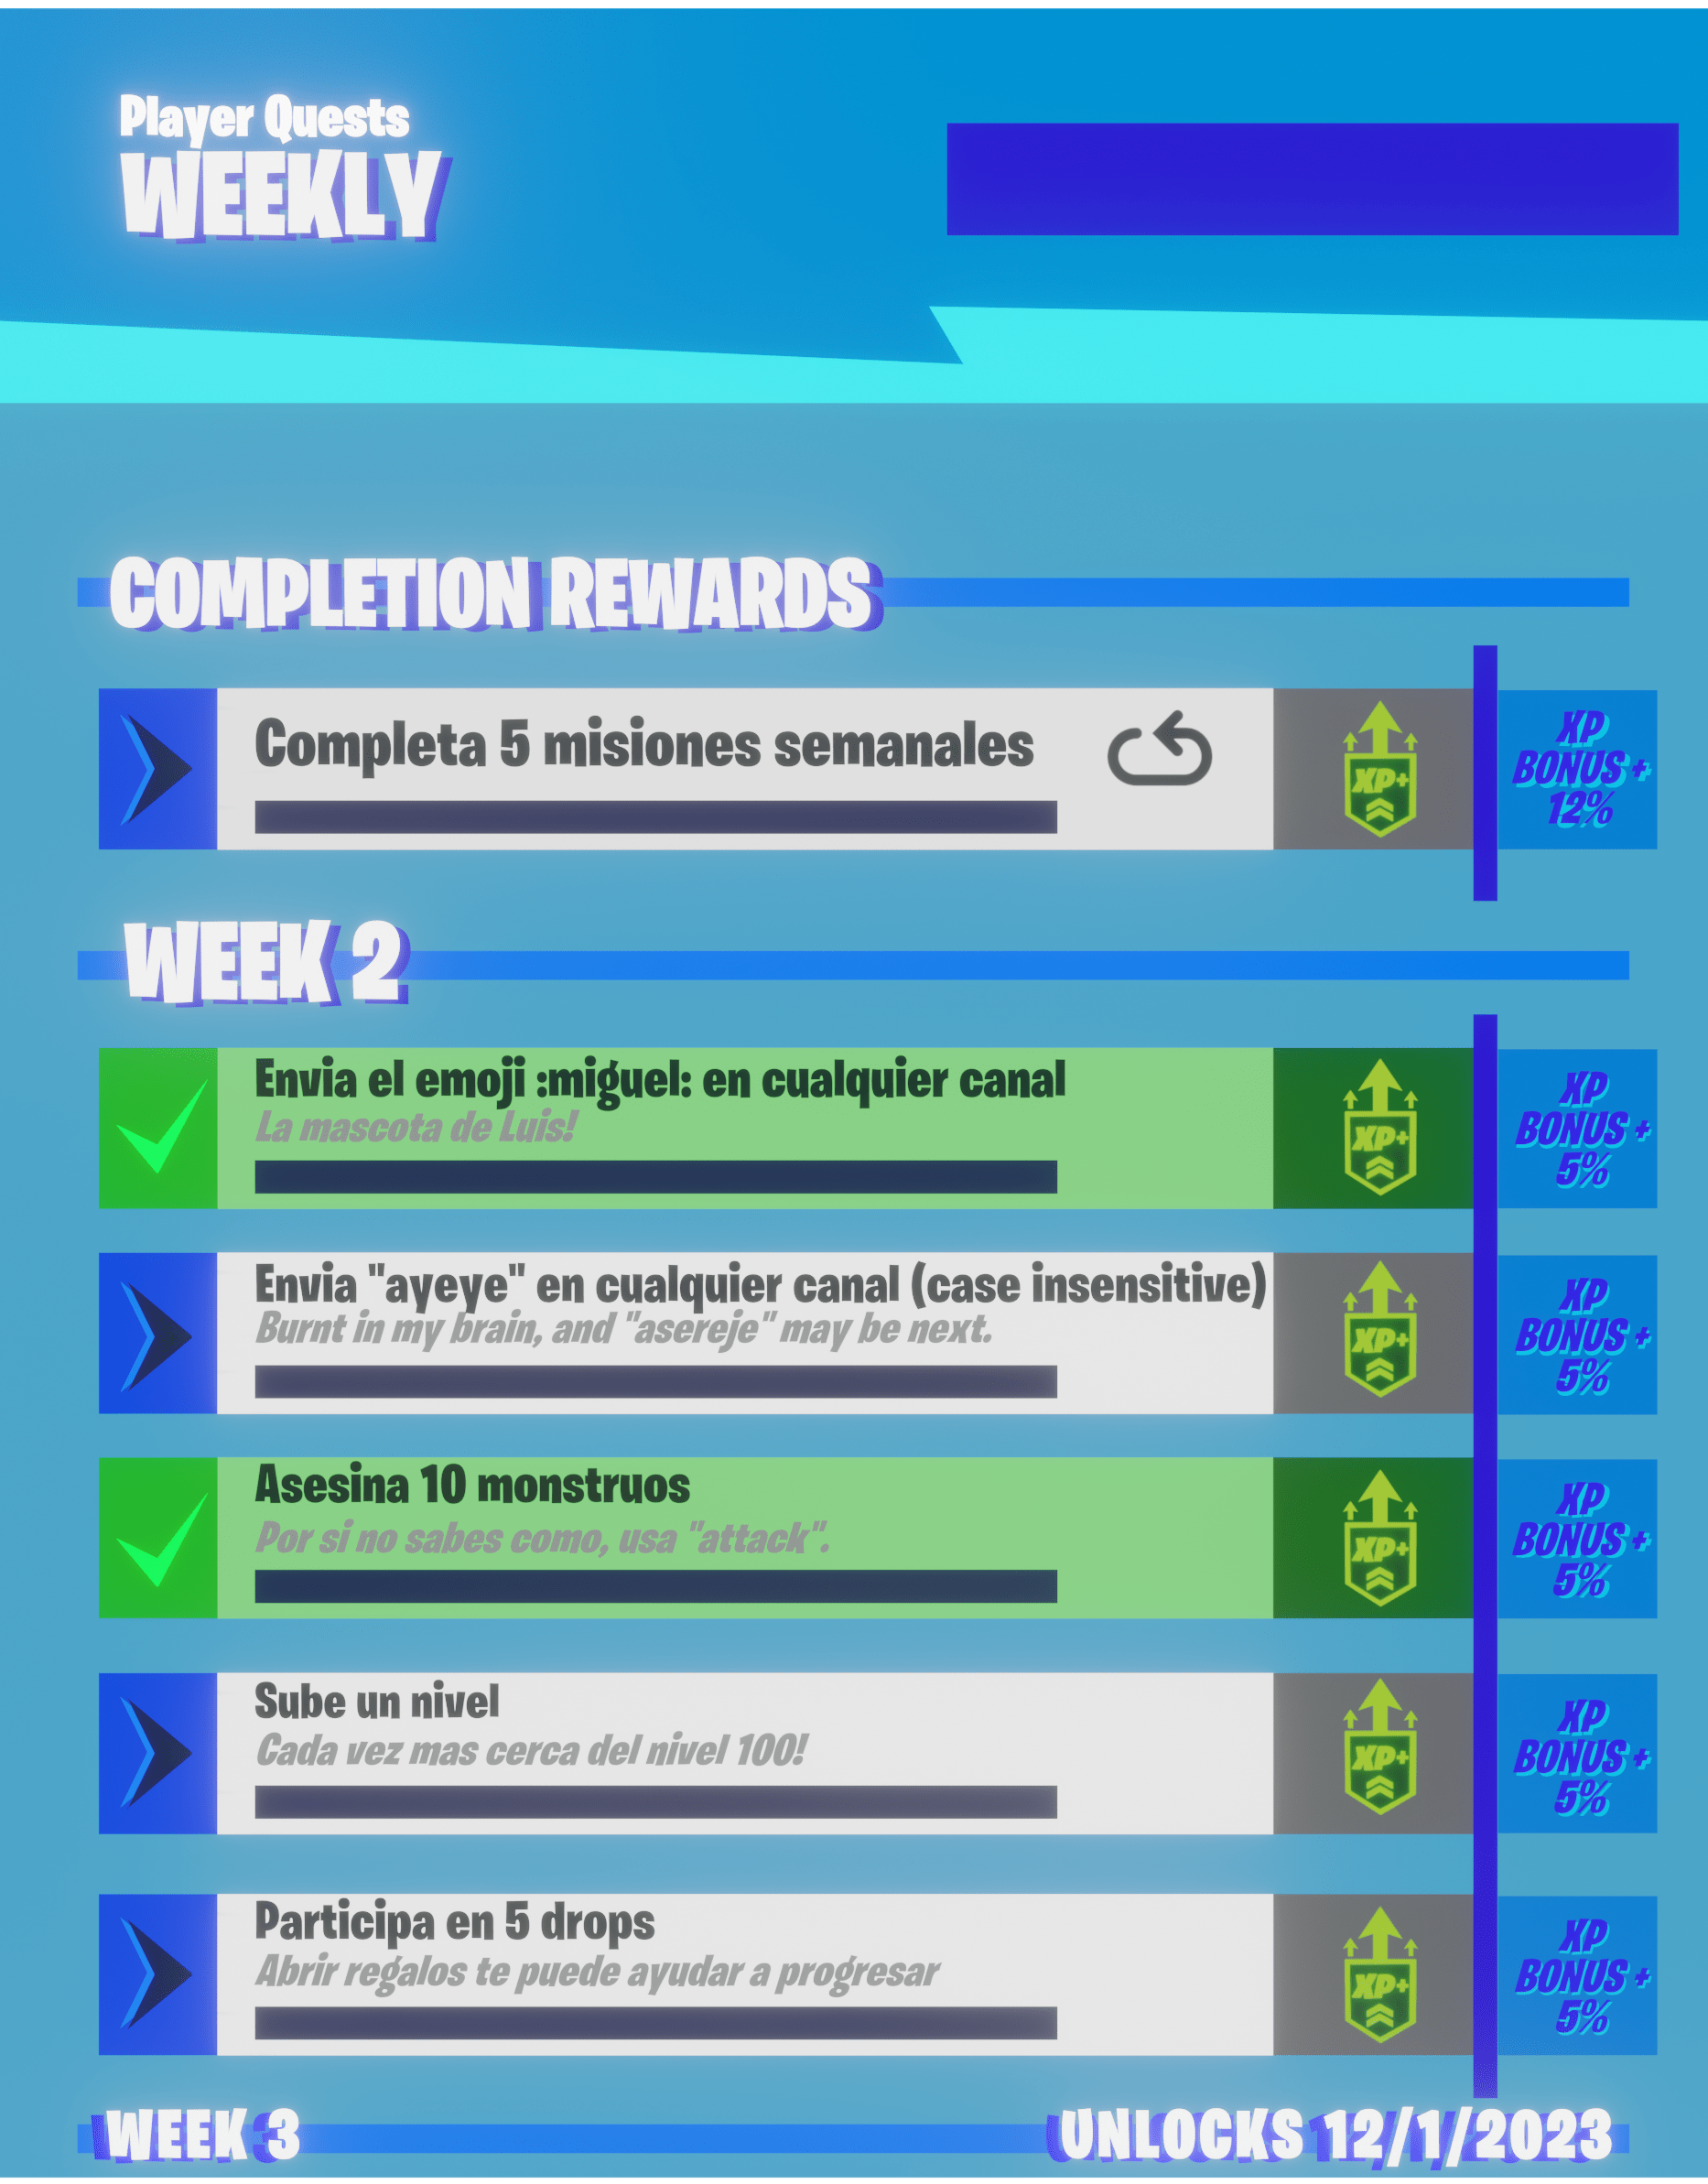 Player Quests
WEEKLY
COMPLETION REWARDS
Completa 5 misiones semanales
XP+
XP
BONUS +
12%
WEEK 2
Envia el emoji :miguel: en cualquier canal
La mascota de Luis!
XP+
XP
BONUS +
5%
Envia "ayeye" en cualquier canal (case insensitive)
Burnt in my brain, and "asereje" may be next.
XP+
XP
BONUS +
5%
Asesina 10 monstruos
Por si no sabes como, usa "attack".
XP+
XP
BONUS +
5%
Sube un nivel
Cada vez mas cerca del nivel 100!
XP+
XP
BONUS +
5%
Participa en 5 drops
Abrir regalos te puede ayudar a progresar
XP+
XP
BONUS +
5%
WEEK 3
UNLOCKS 12/1/2023